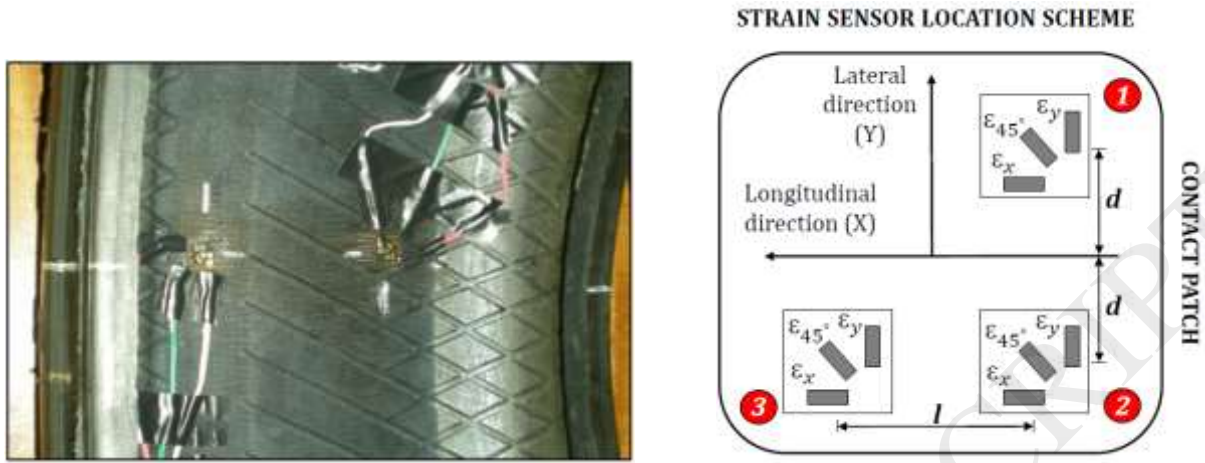 STRAIN SENSOR LOCATION SCHEME
Lateral
direction
(Y)
Longitudinal
direction (X)
ε45° εy
εx
1
d
d
ε45° εy
εx
3
ε45° εy
εx
2
l
CONTACT PATCH
CRIPT